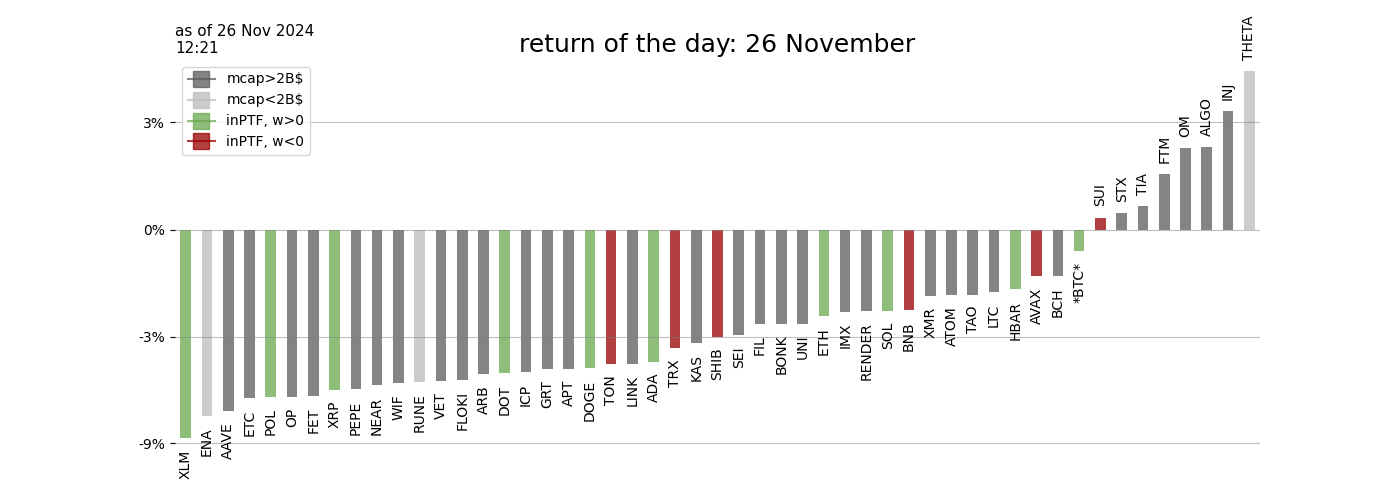 as of 26 Nov 2024
12:21
return of the day: 26 November
mcap>2B$
mcap<2B$
inPTF, w>0
inPTF, w<0
3%
0%
-3%
-9%
XLM
ENA
AAVE
ETC
POL
OP
FET
XRP
PEPE
NEAR
WIF
RUNE
VET
FLOKI
ARB
DOT
ICP
GRT
APT
DOGE
TON
LINK
ADA
TRX
KAS
SHIB
SEI
FIL
BONK
UNI
ETH
IMX
RENDER
SOL
BNB
XMR
ATOM
TAO
LTC
HBAR
AVAX
BCH
*BTC*
SUI
STX
TIA
FTM
OM
ALGO
INJ
THETA